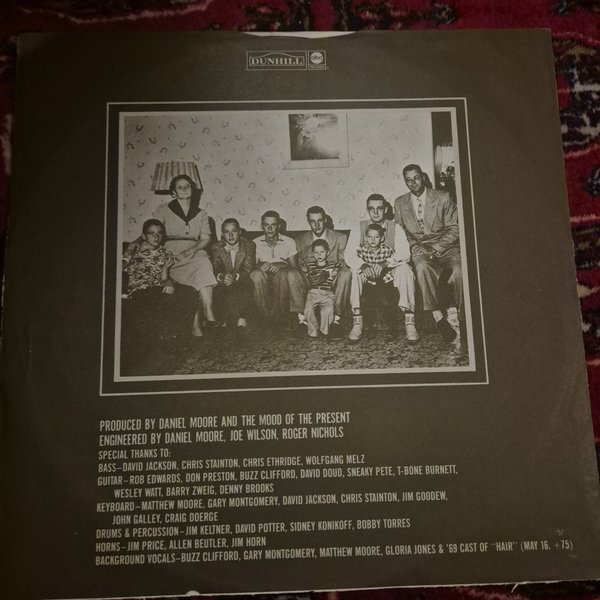 DUNHILL abc
PRODUCED BY DANIEL MOORE AND THE MOOD OF THE PRESENT
ENGINEERED BY DANIEL MOORE, JOE WILSON, ROGER NICHOLS
SPECIAL THANKS TO:
BASS—DAVID JACKSON, CHRIS STAINTON, CHRIS ETHRIDGE, WOLFGANG MELZ
GUITAR—ROB EDWARDS, DON PRESTON, BUZZ CLIFFORD, DAVID DOUD, SNEAKY PETE, T-BONE BURNETT,
WESLEY WATT, BARRY ZWEIG, DENNY BROOKS
KEYBOARD—MATTHEW MOORE, GARY MONTGOMERY, DAVID JACKSON, CHRIS STAINTON, JIM GOODEW,
JOHN GALLEY, CRAIG DOERGE
DRUMS & PERCUSSION—JIM KELTNER, DAVID POTTER, SIDNEY KONIKOFF, BOBBY TORRES
HORNS—JIM PRICE, ALLEN BEUTLER, JIM HORN
BACKGROUND VOCALS—BUZZ CLIFFORD, GARY MONTGOMERY, MATTHEW MOORE, GLORIA JONES & '69 CAST OF "HAIR" (MAY 16, + 75)